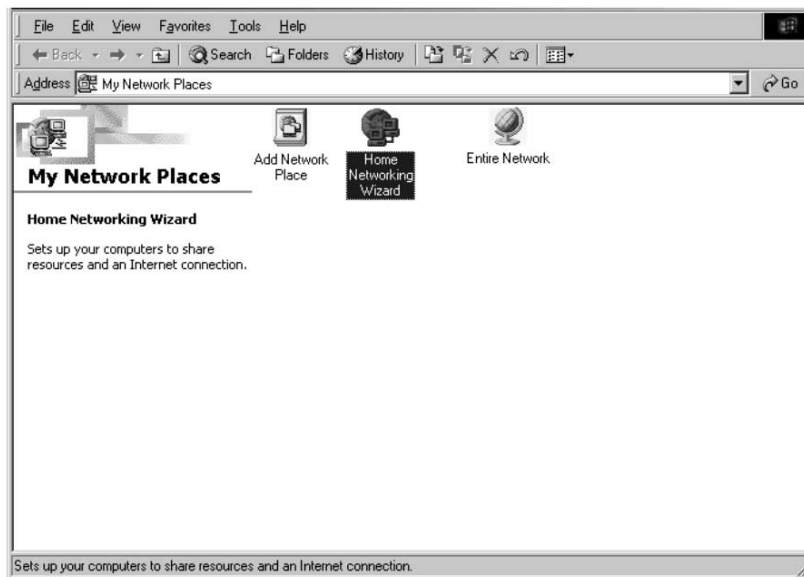 File Edit View Favorites Tools Help
Back Search Folders History
Address My Network Places Go
My Network Places
Home Networking Wizard
Sets up your computers to share
resources and an Internet connection.
Add Network
Place
Home
Networking
Wizard
Entire Network
Sets up your computers to share resources and an Internet connection.